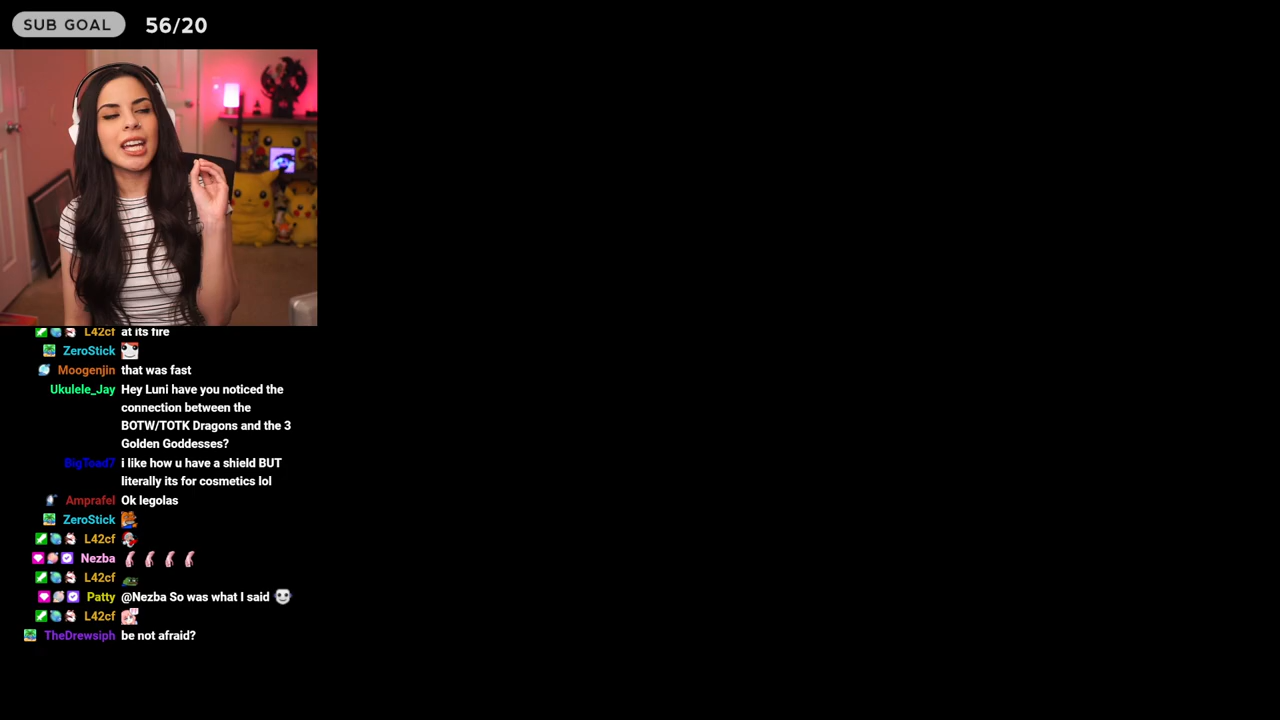 SUB GOAL 56/20
L42cf at its fire
ZeroStick
Moogenjin that was fast
Ukulele_Jay Hey Luni have you noticed the
connection between the
BOTW/TOTK Dragons and the 3
Golden Goddesses?
BigToad7 i like how u have a shield BUT
literally its for cosmetics lol
Amprafel Ok legolas
ZeroStick
L42cf
Nezba
L42cf
Patty @Nezba So was what I said
L42cf
TheDrewsiph be not afraid?